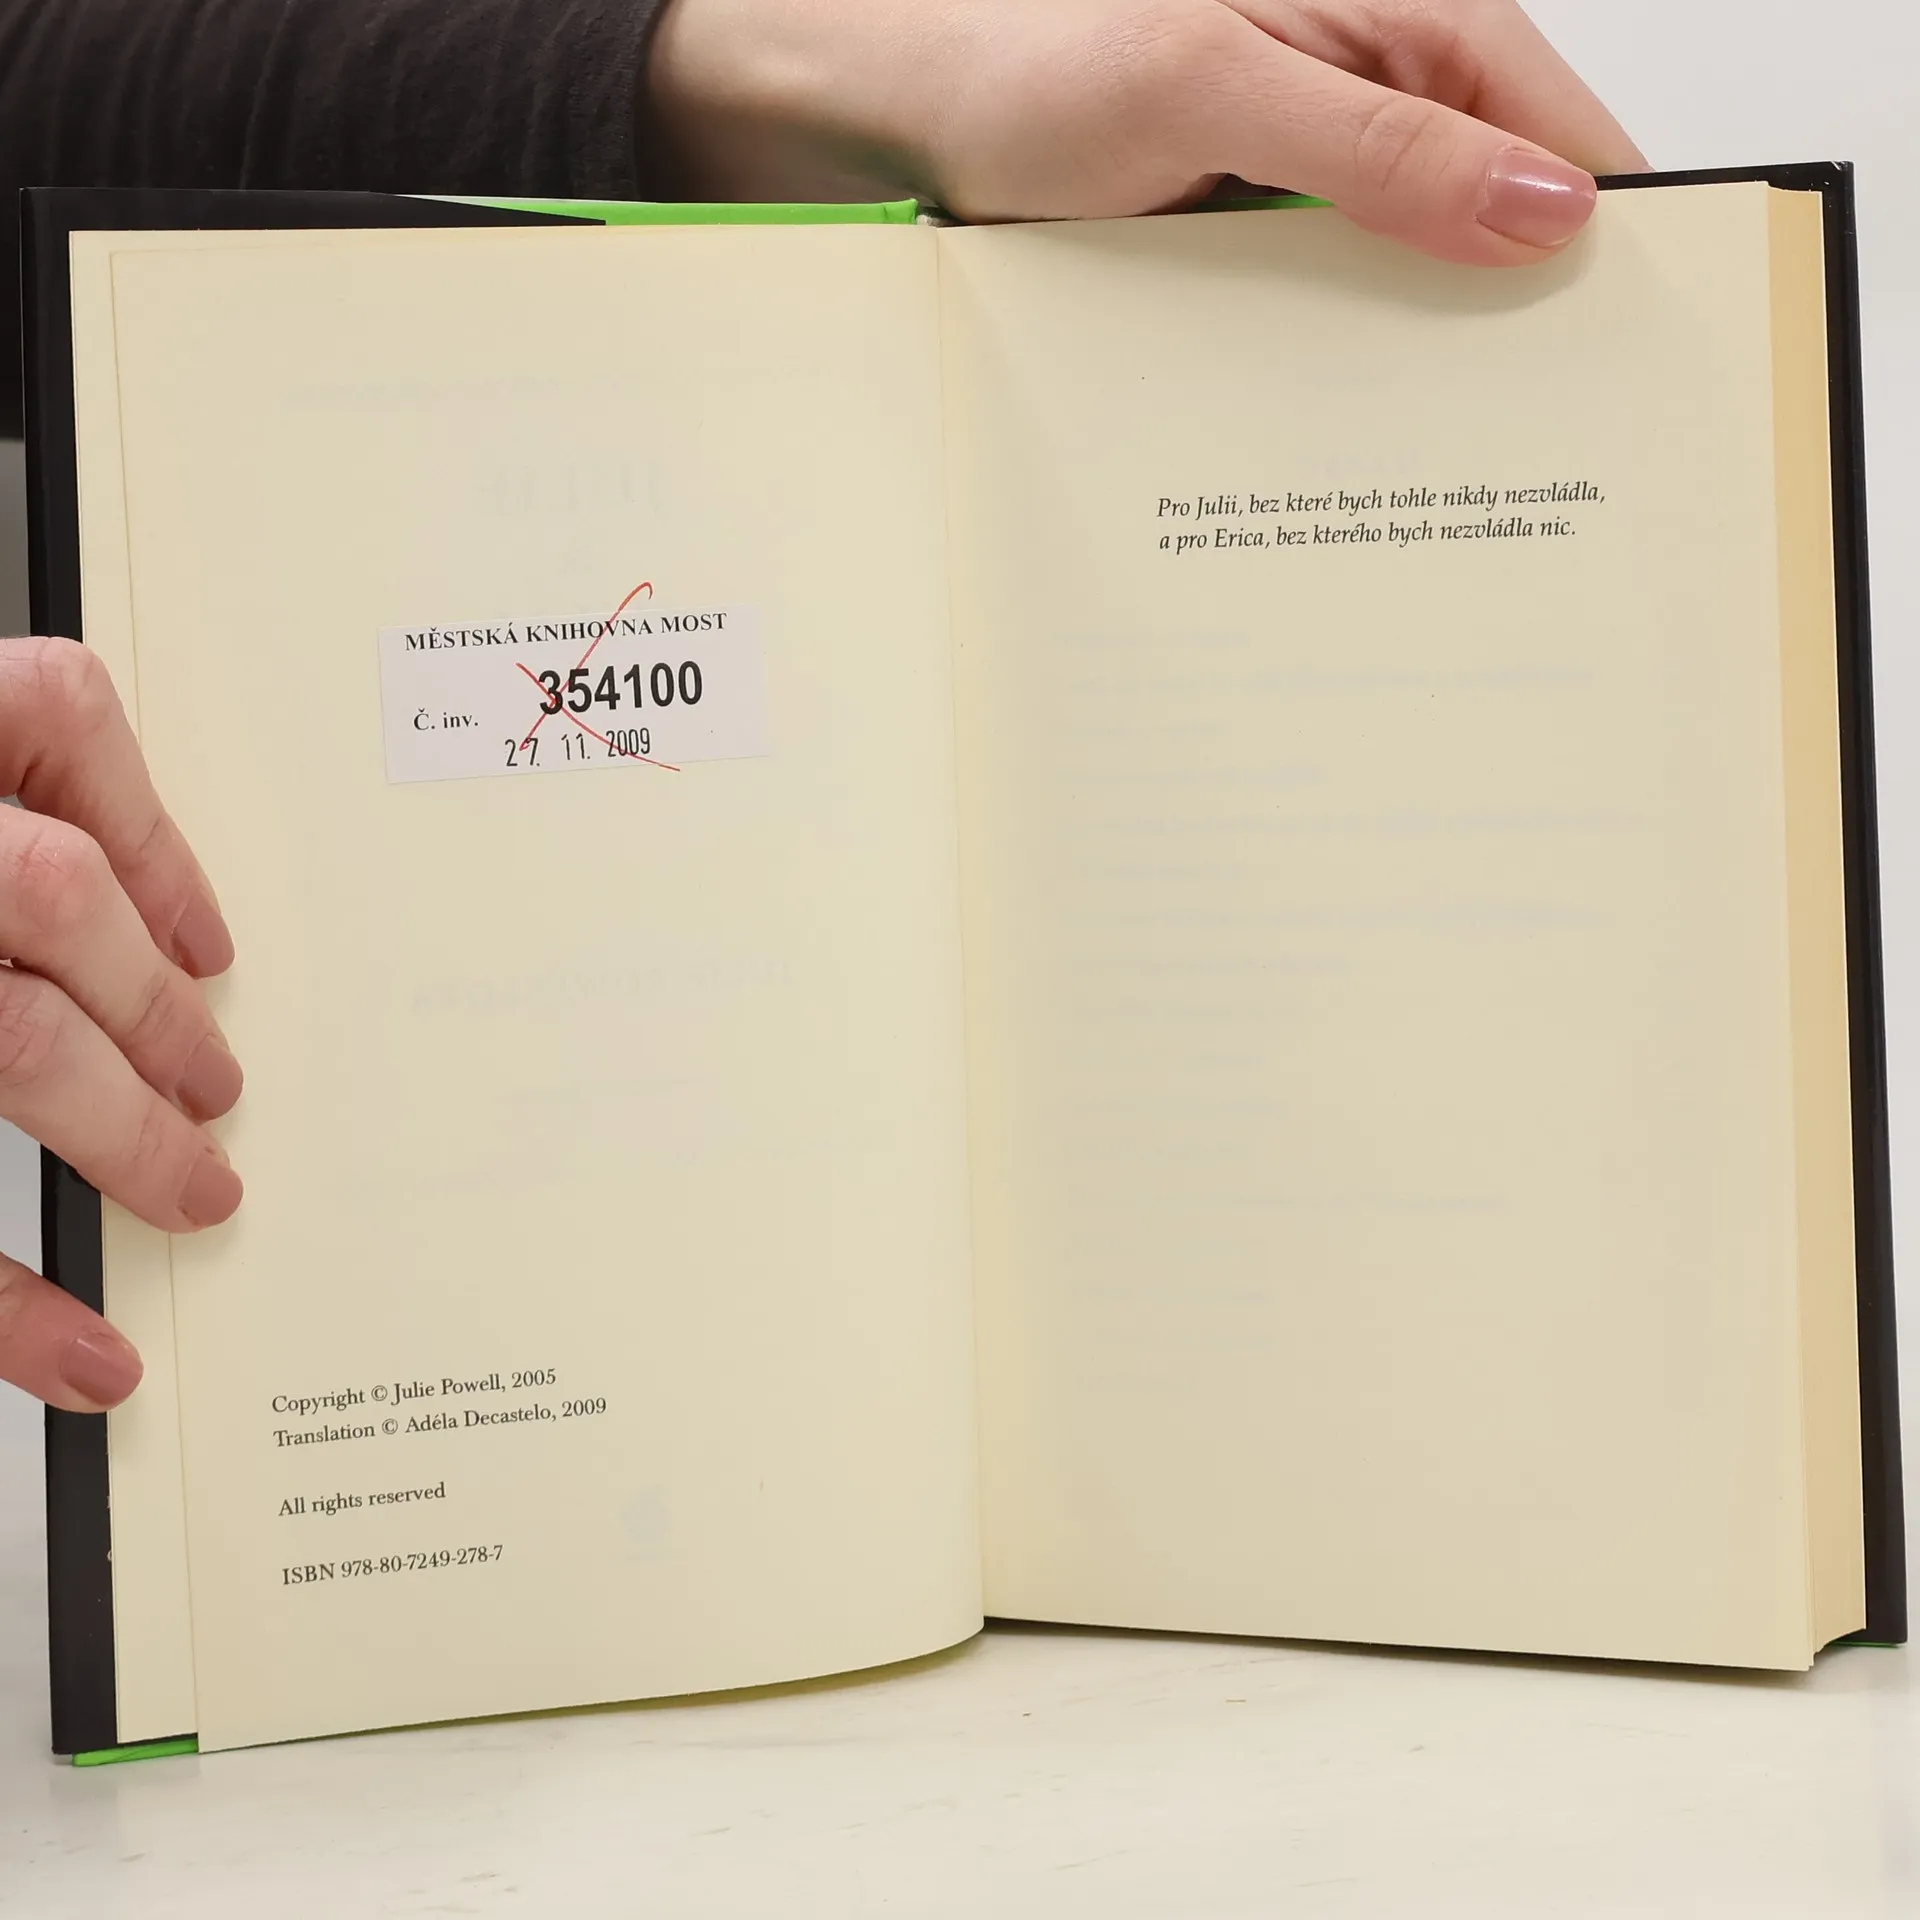 MĚSTSKÁ KNIHOVNA MOST
354100
Č. inv.
27. 11. 2009
Copyright © Julie Powell, 2005
Translation © Adéla Decastelo, 2009
All rights reserved
ISBN 978-80-7249-278-7
Pro Julii, bez které bych tohle nikdy nezvládla,
a pro Erica, bez kterého bych nezvládla nic.